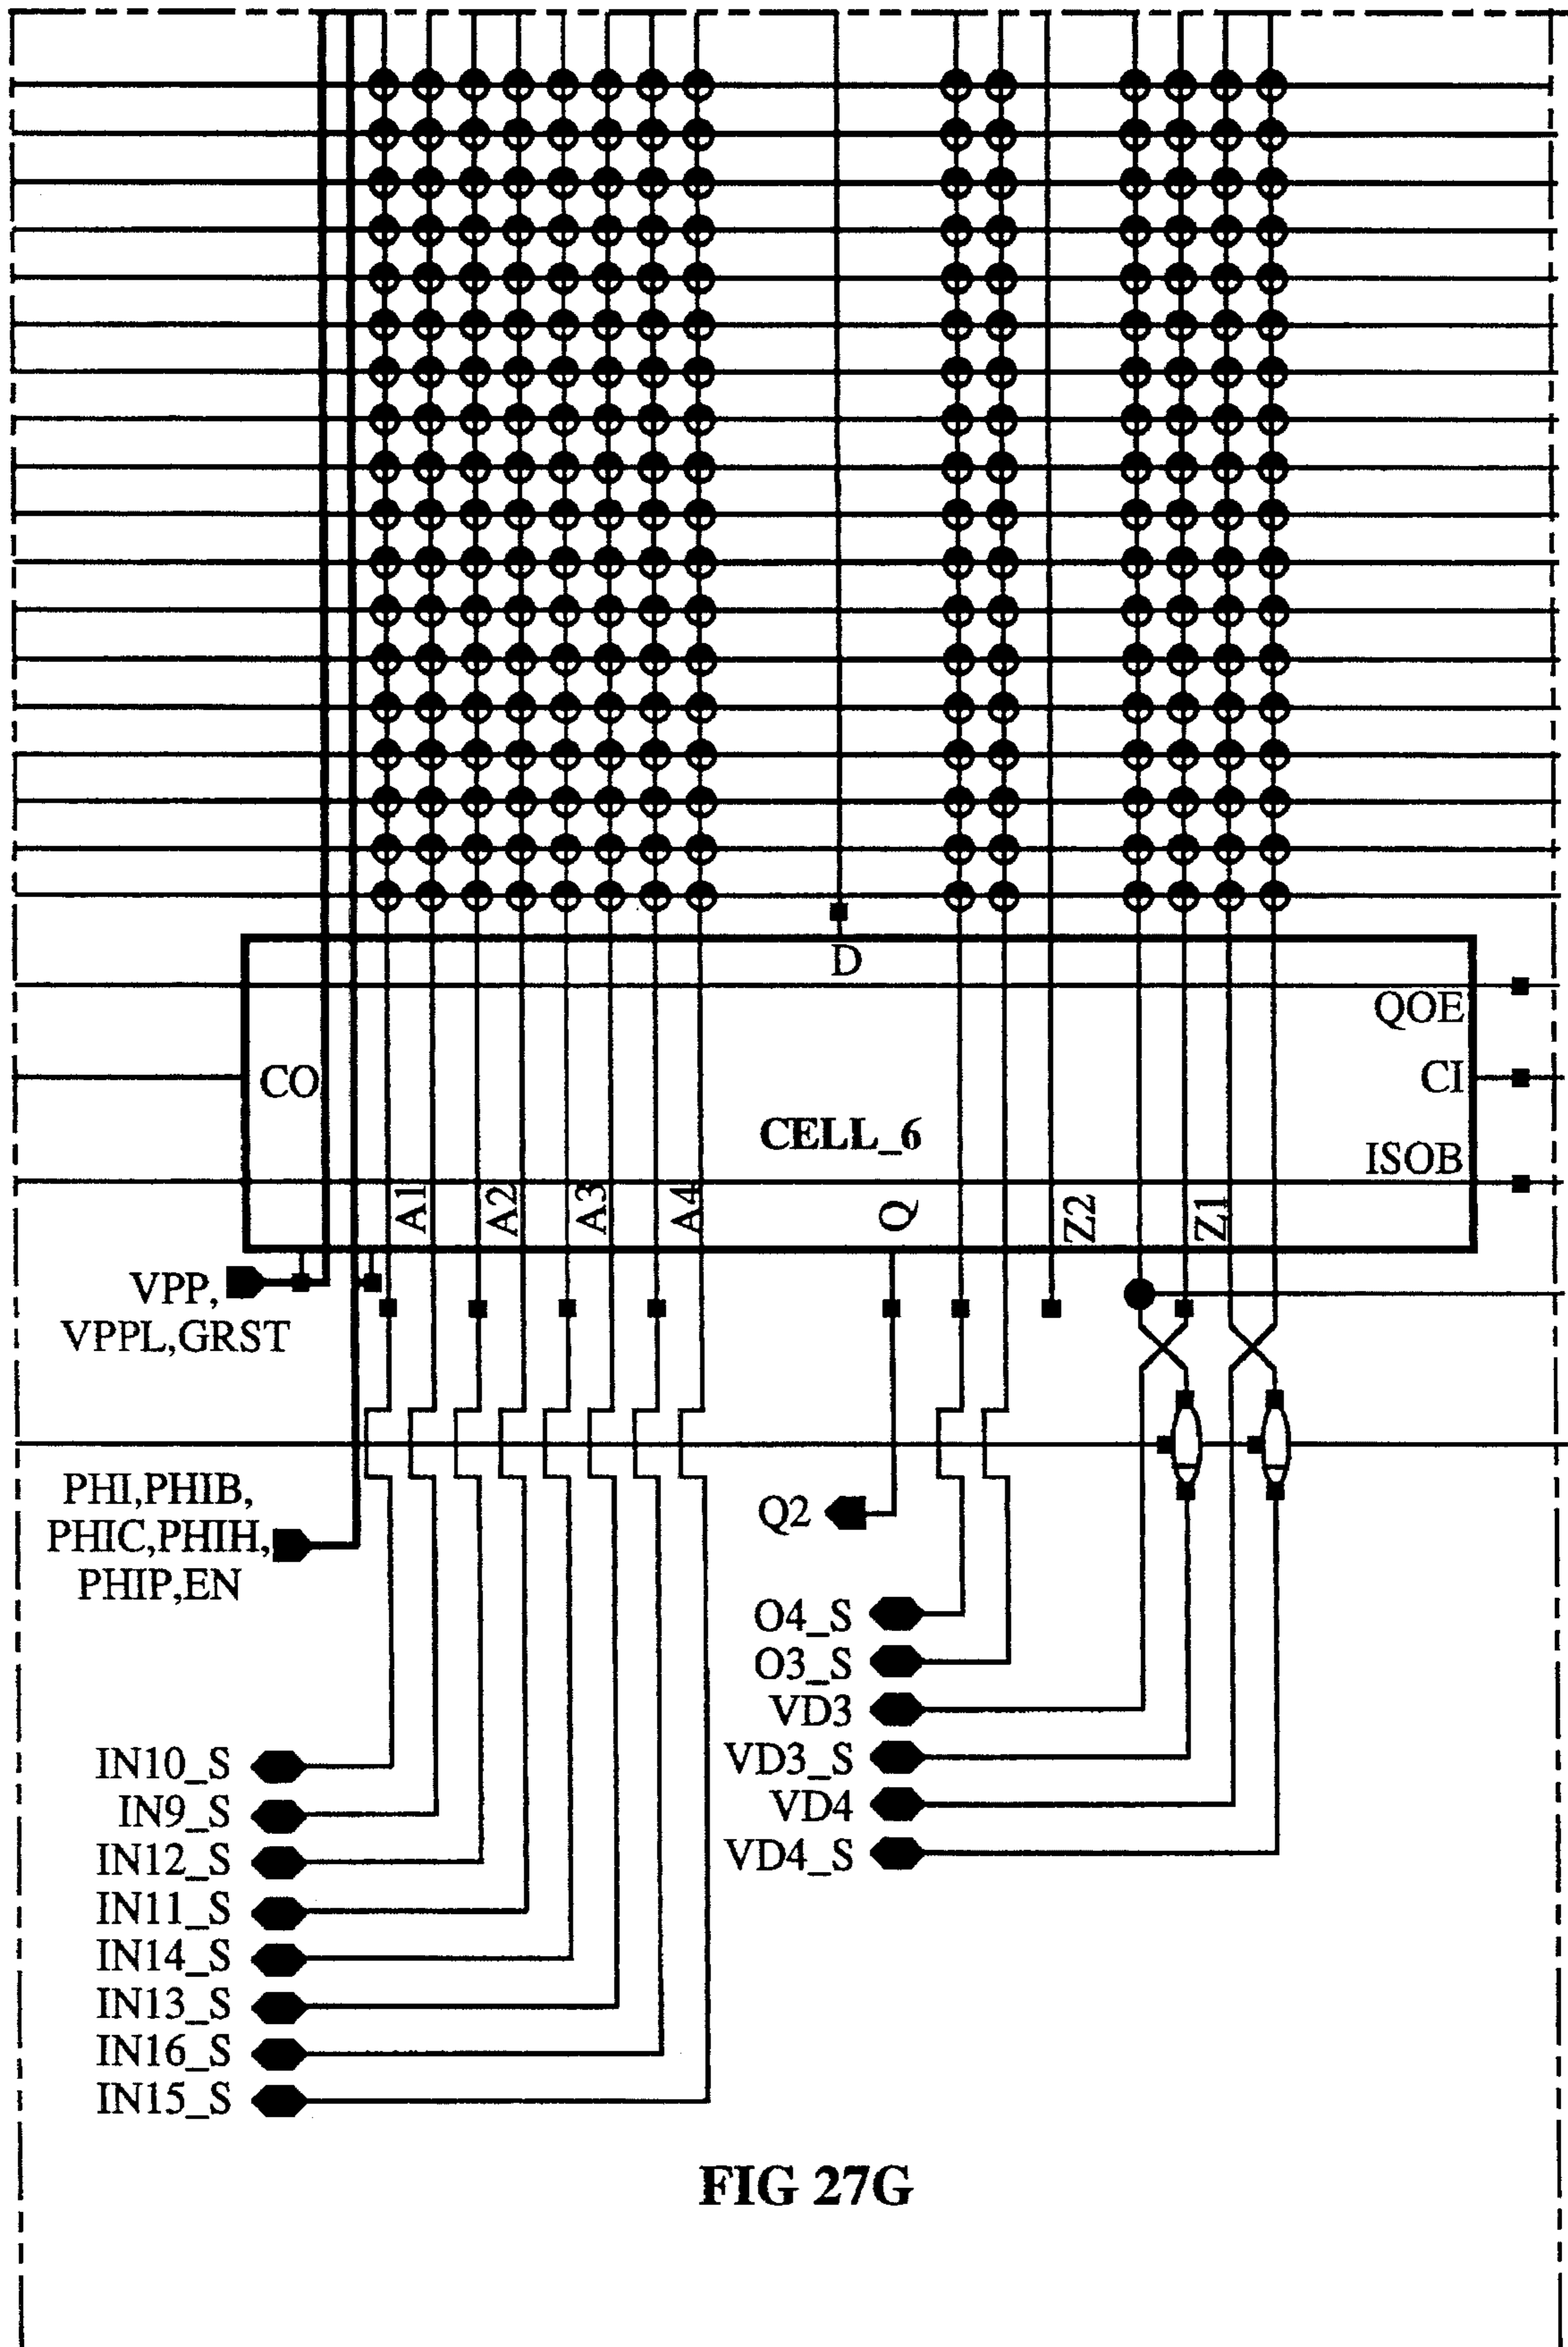 D
QOE
CO
CI
CELL_6
ISOB
A1
A2
A3
A4
Q
Z2
Z1
VPP,
VPPL,GRST
PHI,PHIB,
PHIC,PHIH,
PHIP,EN
Q2
O4_S
O3_S
VD3
VD3_S
VD4
VD4_S
IN10_S
IN9_S
IN12_S
IN11_S
IN14_S
IN13_S
IN16_S
IN15_S
FIG 27G